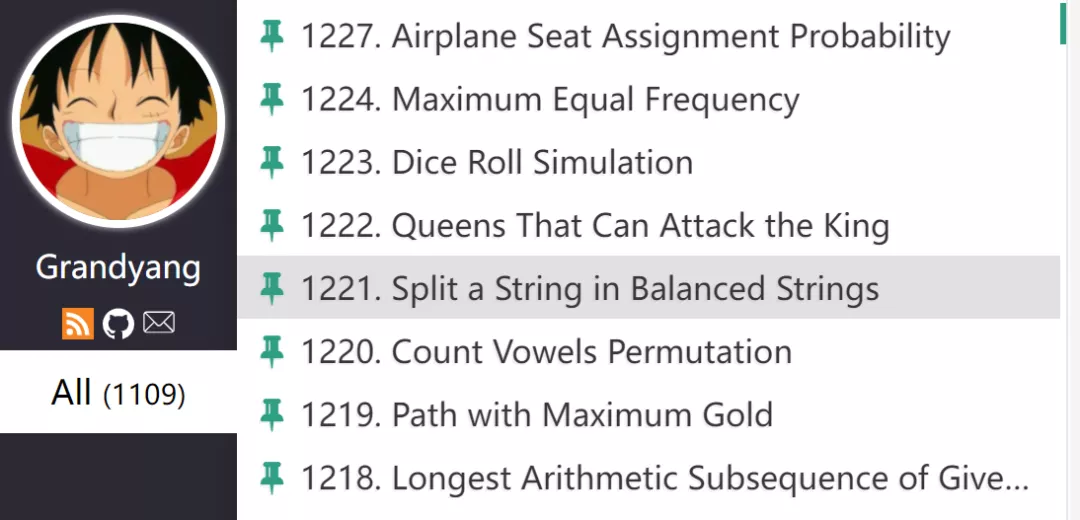 Grandyang
All (1109)
1227. Airplane Seat Assignment Probability
1224. Maximum Equal Frequency
1223. Dice Roll Simulation
1222. Queens That Can Attack the King
1221. Split a String in Balanced Strings
1220. Count Vowels Permutation
1219. Path with Maximum Gold
1218. Longest Arithmetic Subsequence of Give...